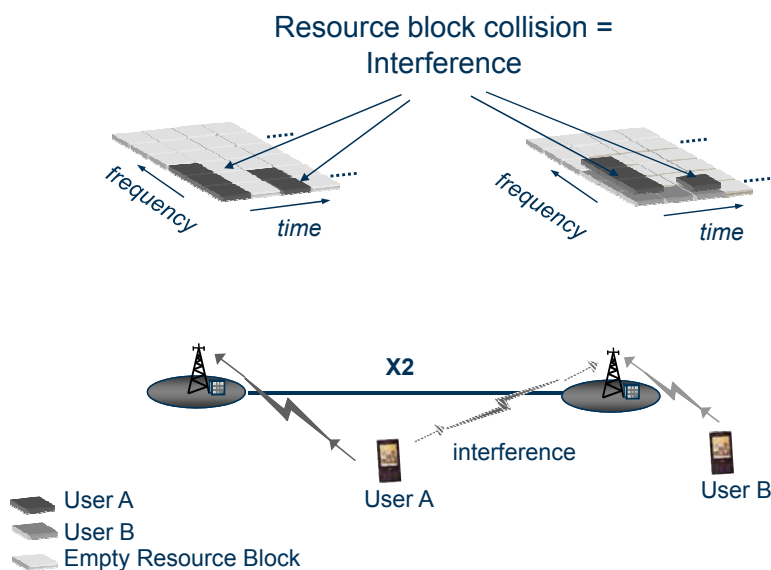 Resource block collision =
Interference
frequency
time
frequency
time
X2
interference
User A
User B
User A
User B
Empty Resource Block